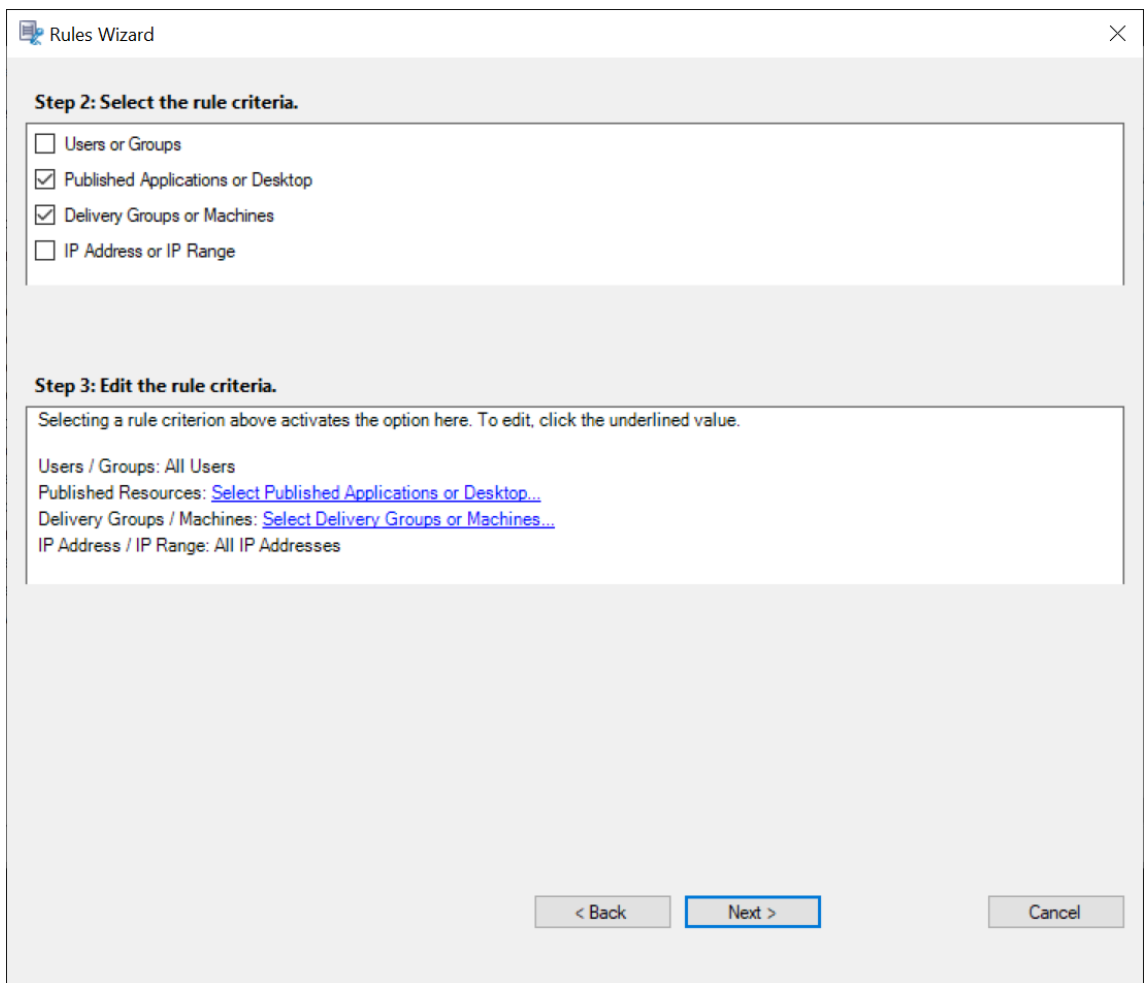 Rules Wizard
Step 2: Select the rule criteria.
Users or Groups
Published Applications or Desktop
Delivery Groups or Machines
IP Address or IP Range
Step 3: Edit the rule criteria.
Selecting a rule criterion above activates the option here. To edit, click the underlined value.
Users / Groups: All Users
Published Resources: Select Published Applications or Desktop...
Delivery Groups / Machines: Select Delivery Groups or Machines...
IP Address / IP Range: All IP Addresses
< Back Next > Cancel